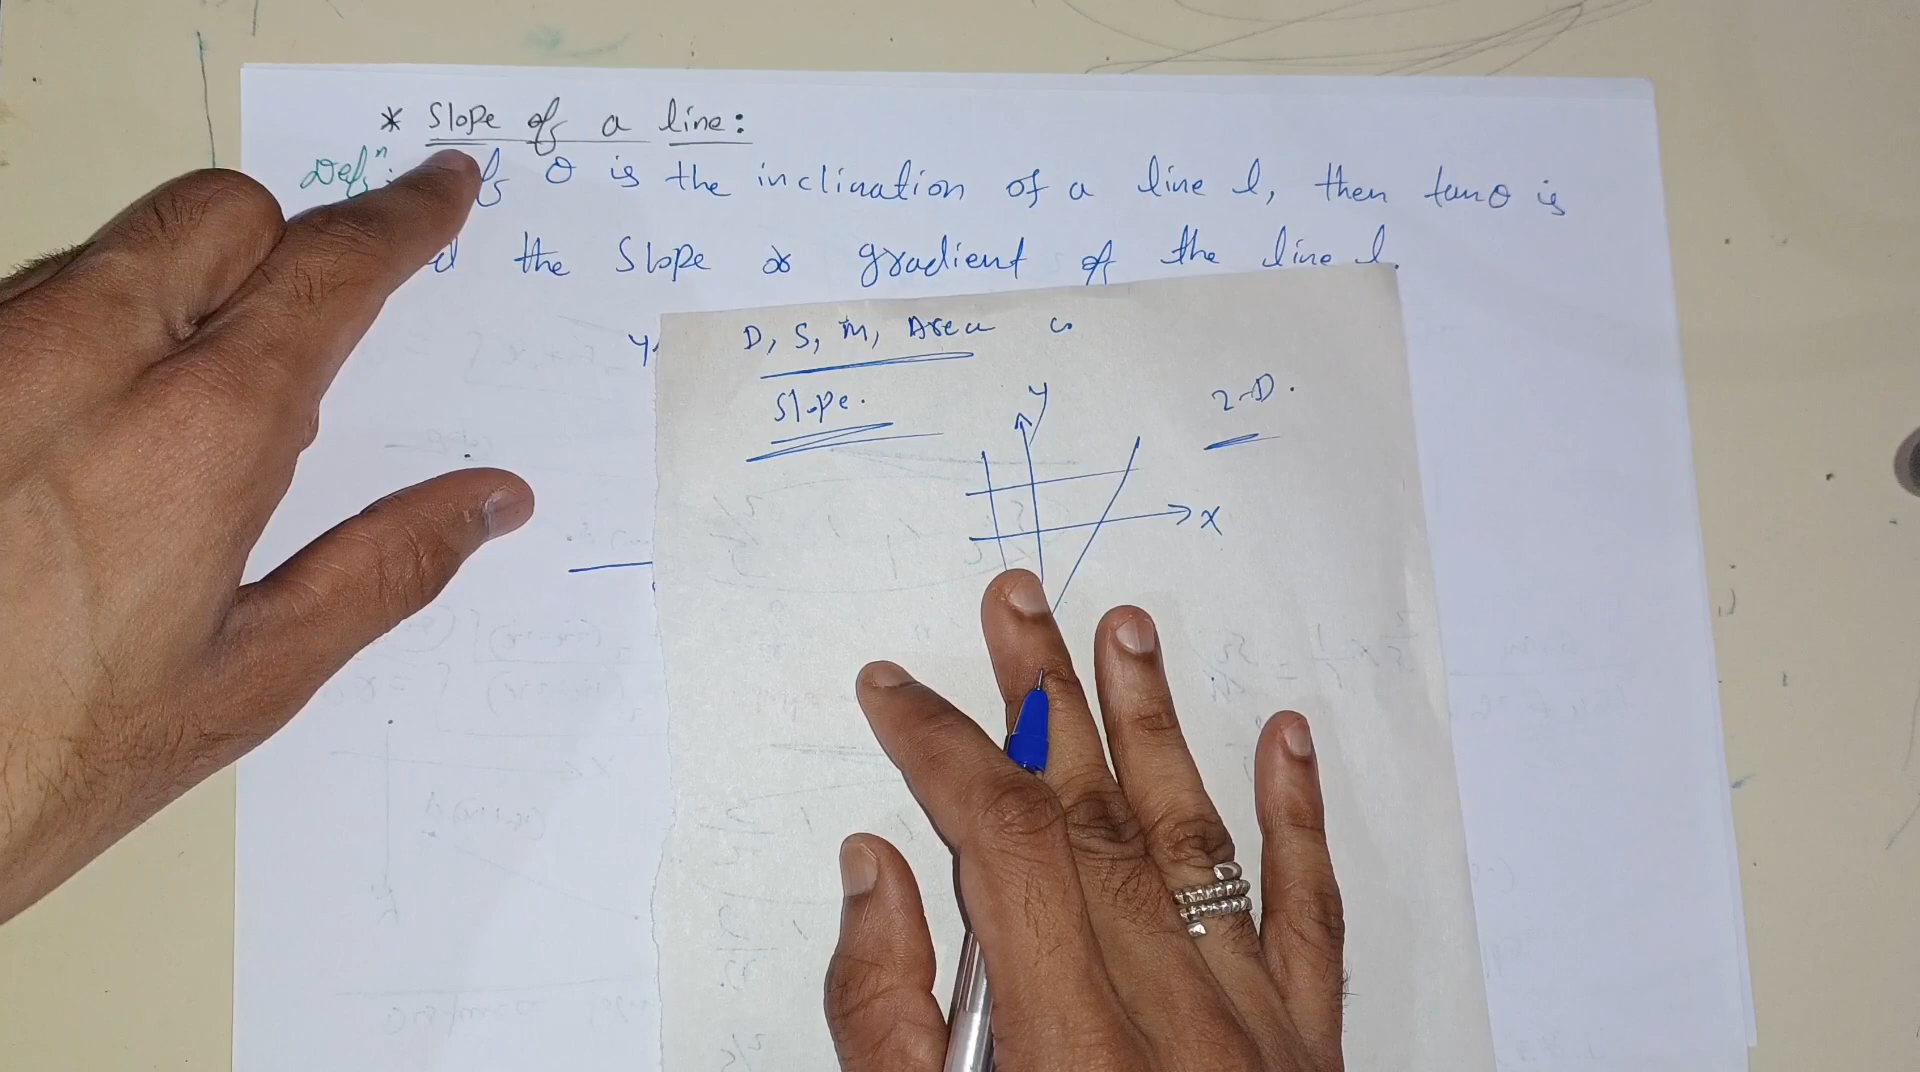 * Slope of a line:
Defn: If θ is the inclination of a line l, then tanθ is
the Slope or gradient of the line l.
Y
D, S, M, Area
Slope.
y
2-D.
X